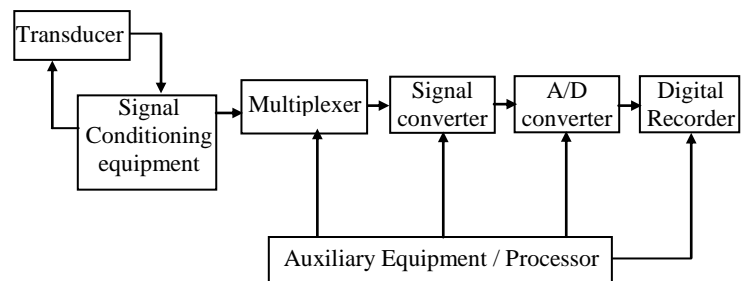 Transducer
Signal
Conditioning
equipment
Multiplexer
Signal
converter
A/D
converter
Digital
Recorder
Auxiliary Equipment / Processor